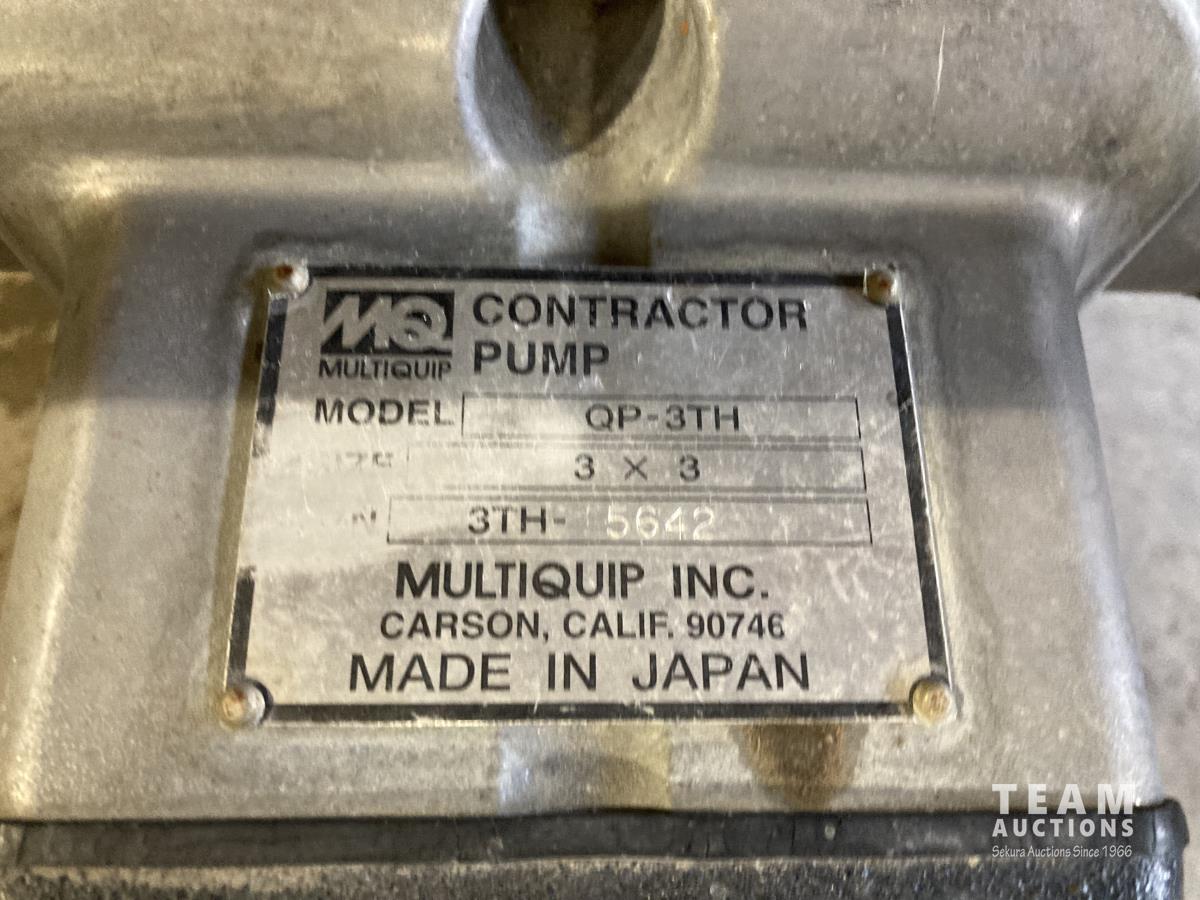 MQ CONTRACTOR
MULTIQUIP PUMP
MODEL QP-3TH
3 × 3
3TH- 5642
MULTIQUIP INC.
CARSON, CALIF. 90746
MADE IN JAPAN
TEAM
AUCTIONS
Sekura Auctions Since 1966